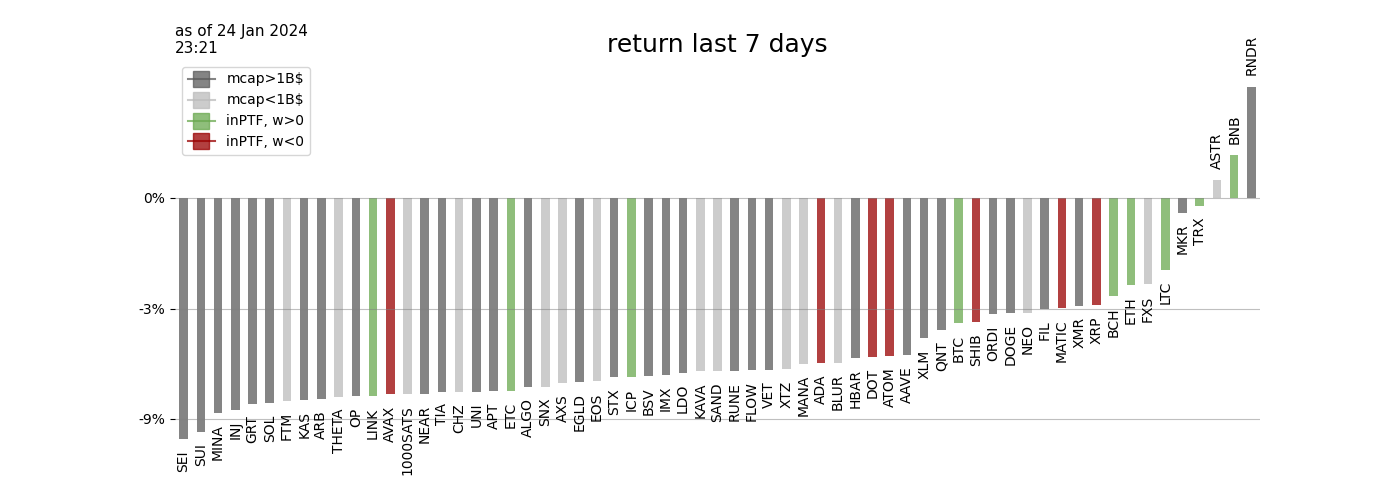 as of 24 Jan 2024
23:21
return last 7 days
mcap>1B$
mcap<1B$
inPTF, w>0
inPTF, w<0
0%
-3%
-9%
SEI
SUI
MINA
INJ
GRT
SOL
FTM
KAS
ARB
THETA
OP
LINK
AVAX
1000SATS
NEAR
TIA
CHZ
UNI
APT
ETC
ALGO
SNX
AXS
EGLD
EOS
STX
ICP
BSV
IMX
LDO
KAVA
SAND
RUNE
FLOW
VET
XTZ
MANA
ADA
BLUR
HBAR
DOT
ATOM
AAVE
XLM
QNT
BTC
SHIB
ORDI
DOGE
NEO
FIL
MATIC
XMR
XRP
BCH
ETH
FXS
LTC
MKR
TRX
ASTR
BNB
RNDR